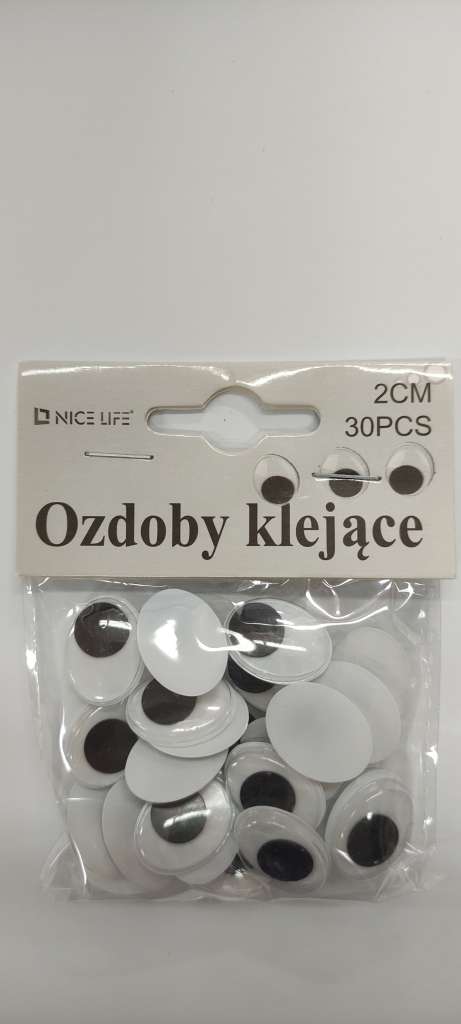 NICE LIFE®
2CM
30PCS
Ozdoby klejące